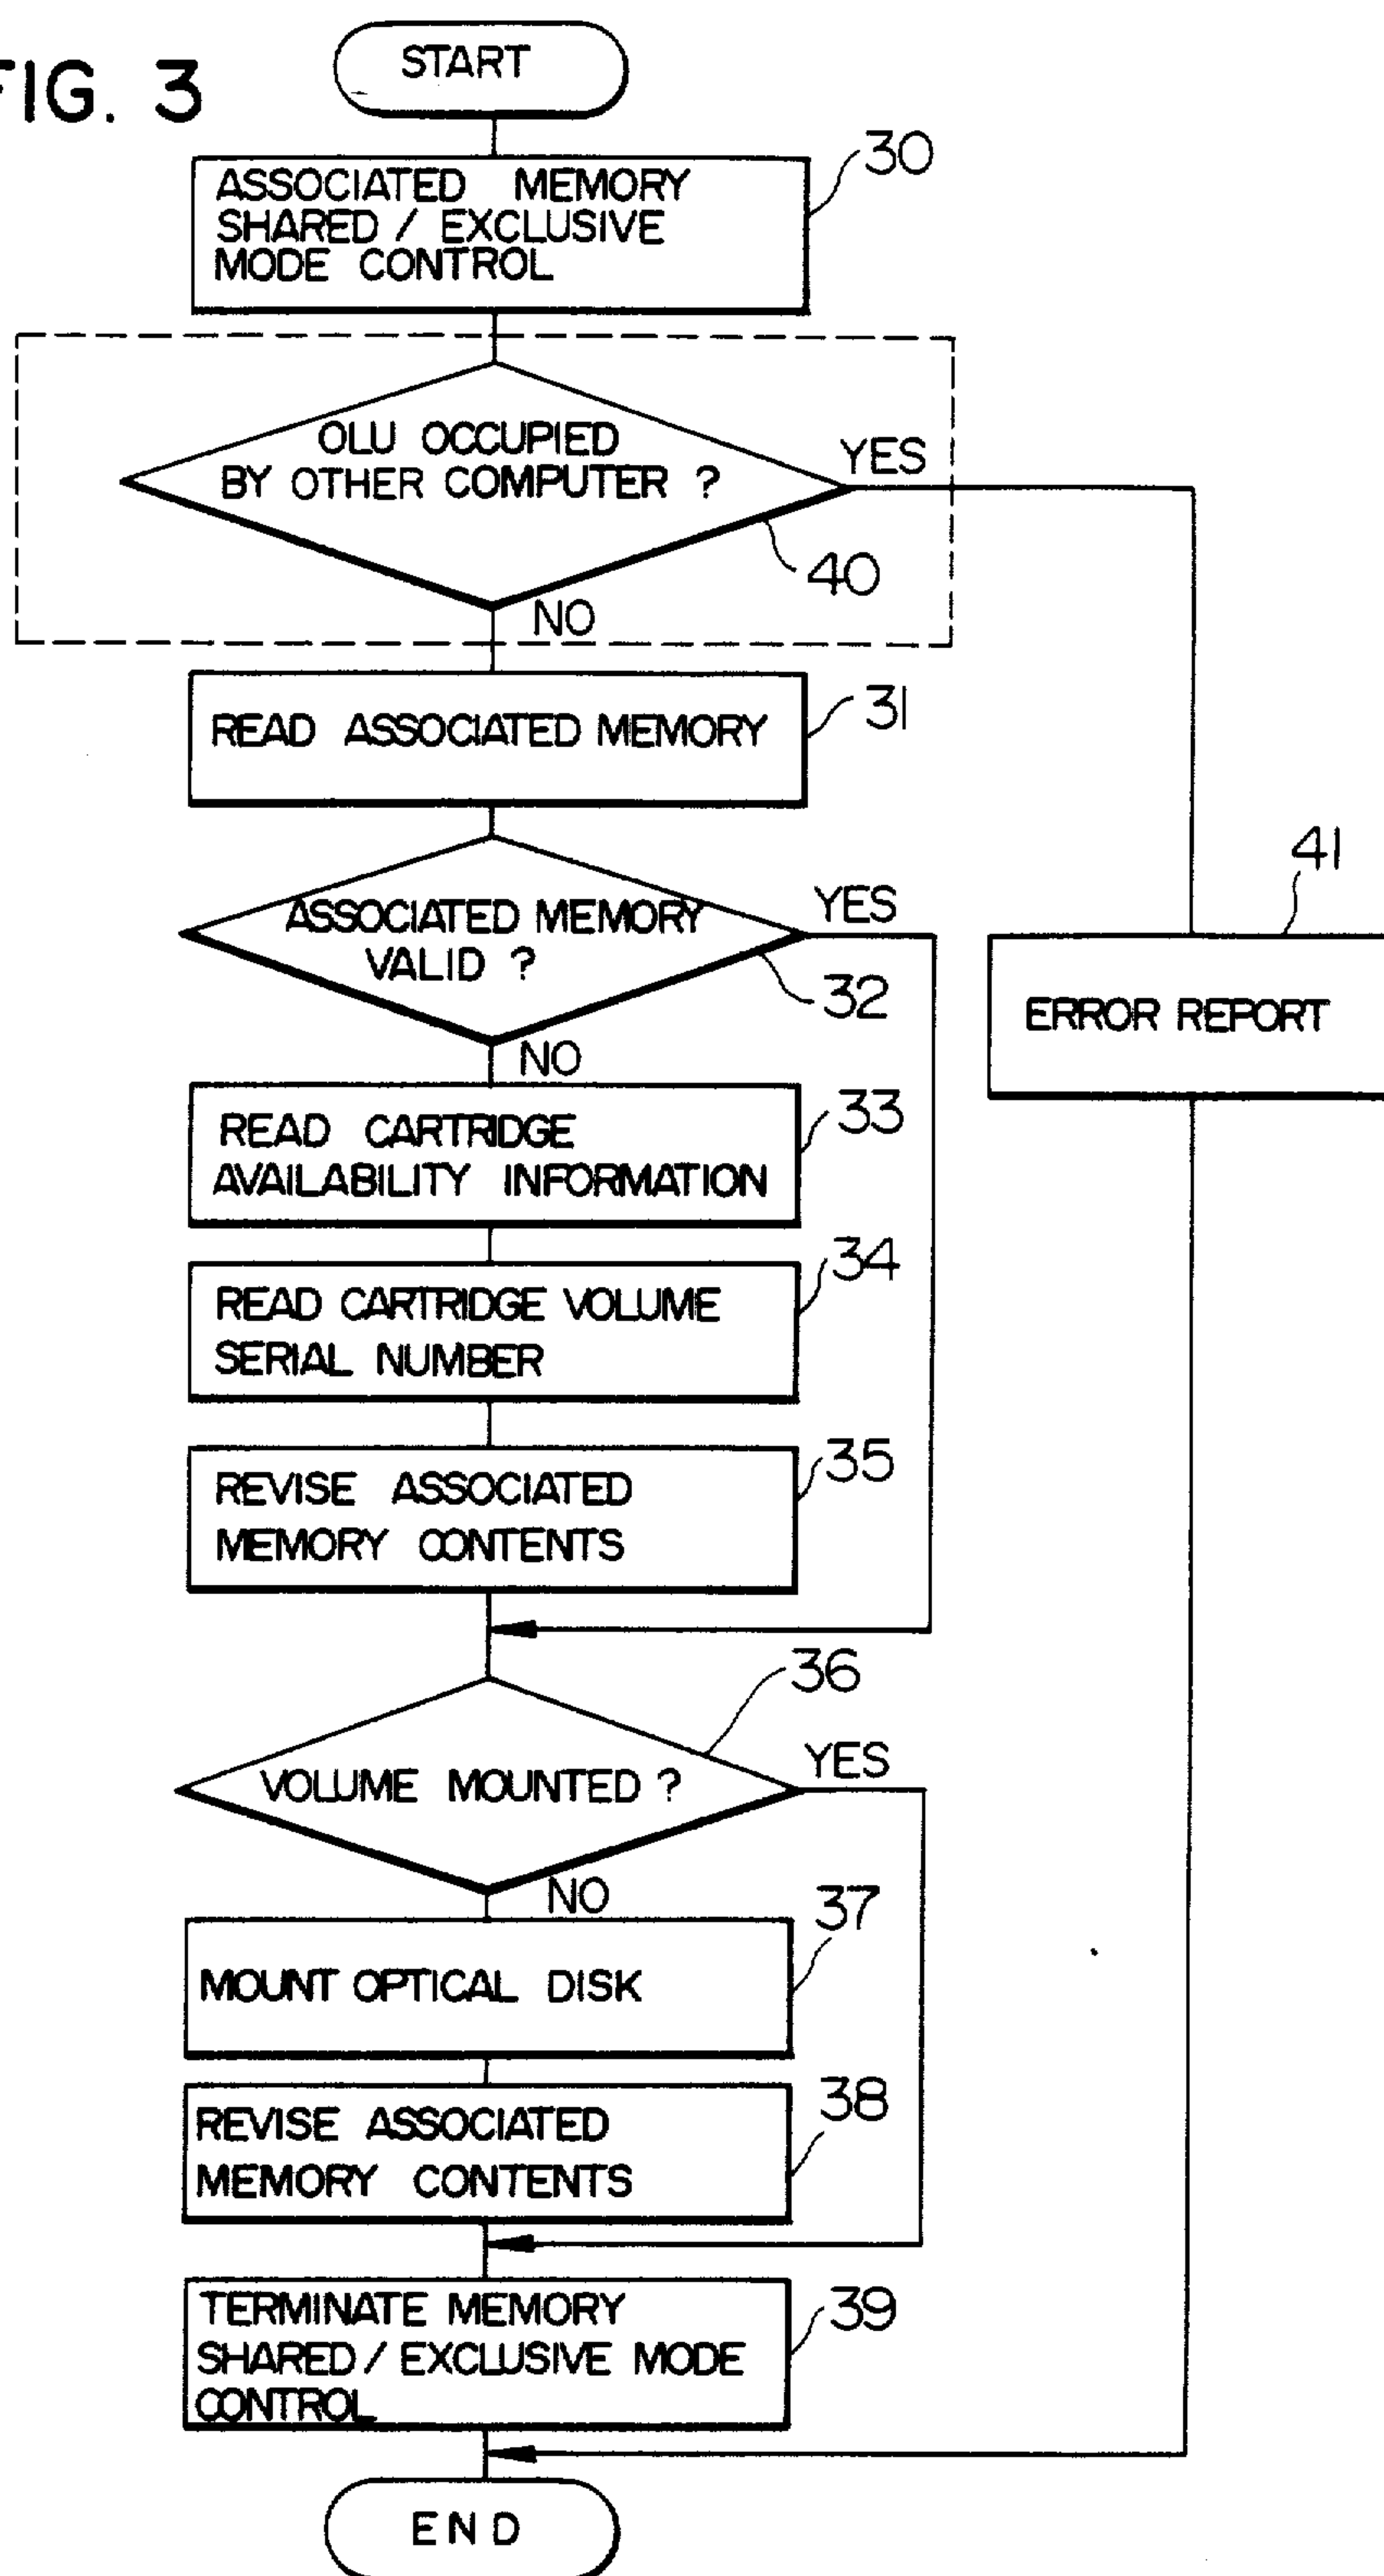 FIG. 3
START
30
ASSOCIATED MEMORY
SHARED / EXCLUSIVE
MODE CONTROL
OLU OCCUPIED
BY OTHER COMPUTER ?
YES
40
NO
31
READ ASSOCIATED MEMORY
41
YES
ASSOCIATED MEMORY
VALID ?
32
ERROR REPORT
NO
33
READ CARTRIDGE
AVAILABILITY INFORMATION
34
READ CARTRIDGE VOLUME
SERIAL NUMBER
35
REVISE ASSOCIATED
MEMORY CONTENTS
36
YES
VOLUME MOUNTED ?
NO
37
MOUNT OPTICAL DISK
38
REVISE ASSOCIATED
MEMORY CONTENTS
39
TERMINATE MEMORY
SHARED / EXCLUSIVE MODE
CONTROL
END